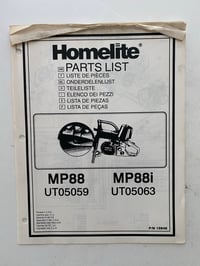 Homelite®
PARTS LIST
LISTE DE PIÈCES
ONDERDELENLIJST
TEILELISTE
ELENCO DEI PEZZI
LISTA DE PIEZAS
LISTA DE PEÇAS
MP88 MP88i
UT05059 UT05063